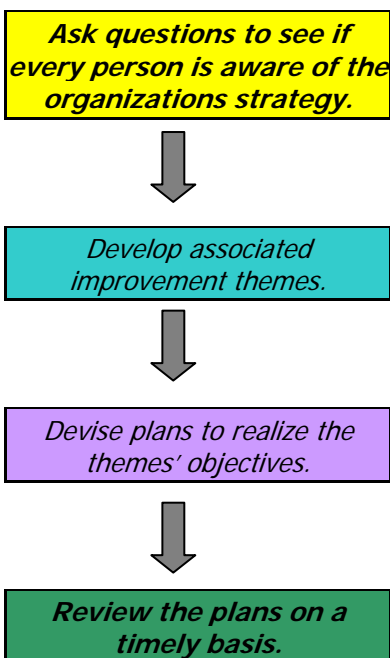 Ask questions to see if
every person is aware of the
organizations strategy.
Develop associated
improvement themes.
Devise plans to realize the
themes’ objectives.
Review the plans on a
timely basis.